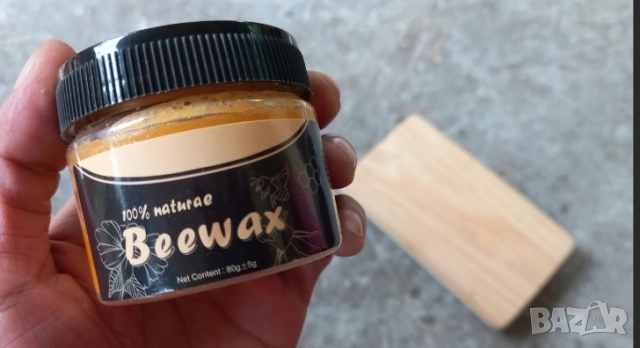 100% naturae
Beewax
Net Content : 80g±5g
BAZAR